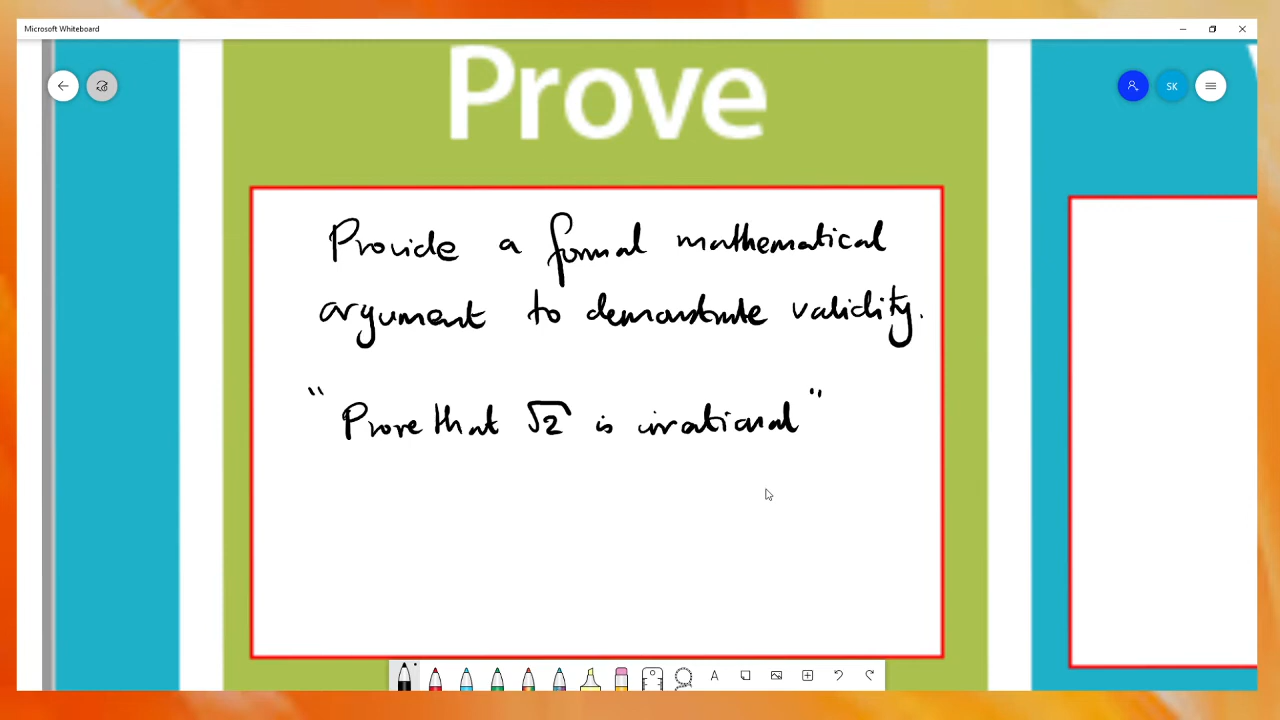 Microsoft Whiteboard
Prove
SK
Provide a formal mathematical
argument to demonstrate validity.
"Prove that √2 is irrational"
A